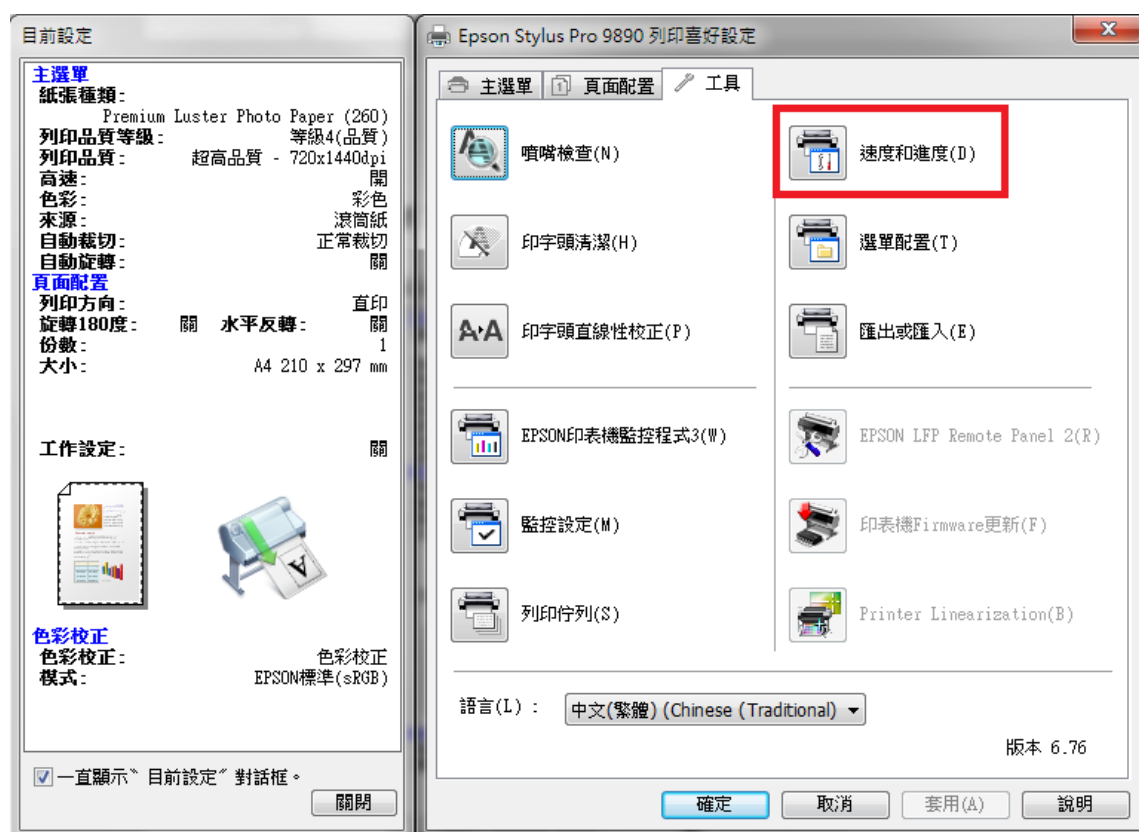 目前設定
主選單
紙張種類:
Premium Luster Photo Paper (260)
列印品質等級: 等級4(品質)
列印品質: 超高品質 - 720x1440dpi
高速: 開
色彩: 彩色
來源: 滾筒紙
自動裁切: 正常裁切
自動旋轉: 關
頁面配置
列印方向: 直印
旋轉180度: 關 水平反轉: 關
份數: 1
大小: A4 210 x 297 mm
工作設定: 關
A
色彩校正
色彩校正: 色彩校正
模式: EPSON標準(sRGB)
一直顯示〝目前設定〞對話框。
關閉
Epson Stylus Pro 9890 列印喜好設定
主選單 1 頁面配置 工具
噴嘴檢查(N)
速度和進度(D)
印字頭清潔(H)
選單配置(T)
A A 印字頭直線性校正(P)
匯出或匯入(E)
EPSON印表機監控程式3(W)
EPSON LFP Remote Panel 2(R)
監控設定(M)
印表機Firmware更新(F)
列印佇列(S)
Printer Linearization(B)
語言(L) : 中文(繁體) (Chinese (Traditional)
版本 6.76
確定 取消 套用(A) 說明